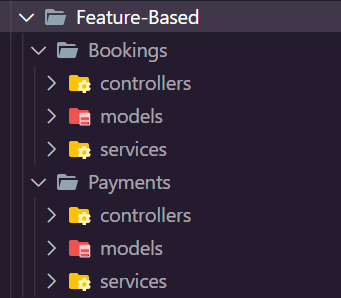 Feature-Based
Bookings
controllers
models
services
Payments
controllers
models
services